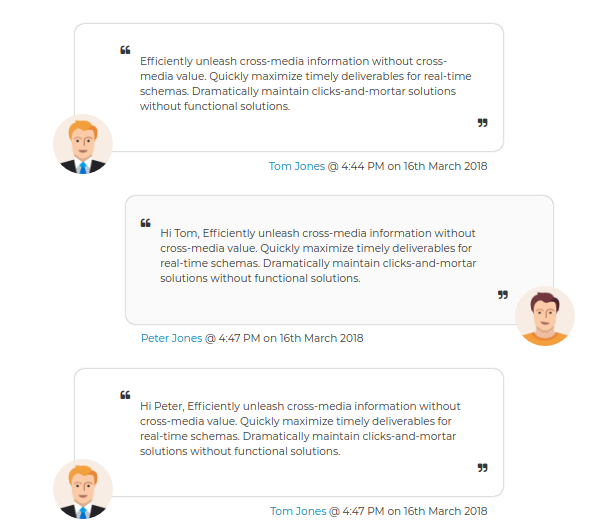 ❝
Efficiently unleash cross-media information without cross-
media value. Quickly maximize timely deliverables for real-time
schemas. Dramatically maintain clicks-and-mortar solutions
without functional solutions.
❞
Tom Jones @ 4:44 PM on 16th March 2018
❝
Hi Tom, Efficiently unleash cross-media information without
cross-media value. Quickly maximize timely deliverables for
real-time schemas. Dramatically maintain clicks-and-mortar
solutions without functional solutions.
❞
Peter Jones @ 4:47 PM on 16th March 2018
❝
Hi Peter, Efficiently unleash cross-media information without
cross-media value. Quickly maximize timely deliverables for
real-time schemas. Dramatically maintain clicks-and-mortar
solutions without functional solutions.
❞
Tom Jones @ 4:47 PM on 16th March 2018